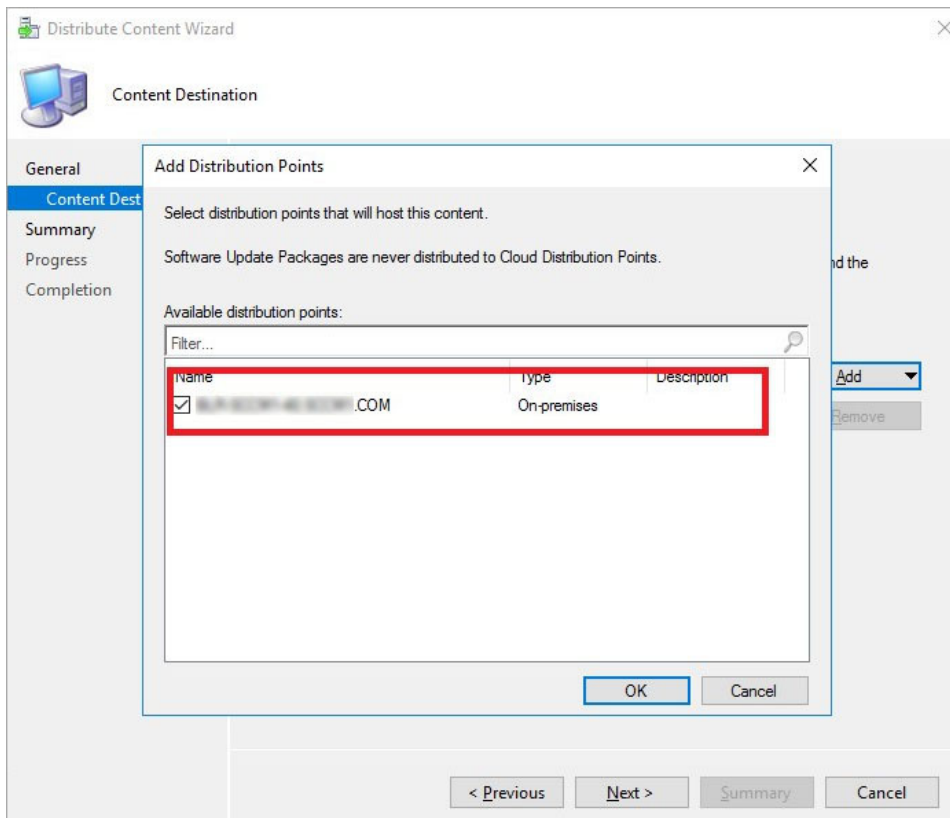 Distribute Content Wizard
Content Destination
General
Content Dest
Summary
Progress
Completion
Add Distribution Points
Select distribution points that will host this content.
Software Update Packages are never distributed to Cloud Distribution Points.
Available distribution points:
Filter...
Name Type Description
.COM On-premises
OK Cancel
nd the
Add
Remove
< Previous Next > Summary Cancel